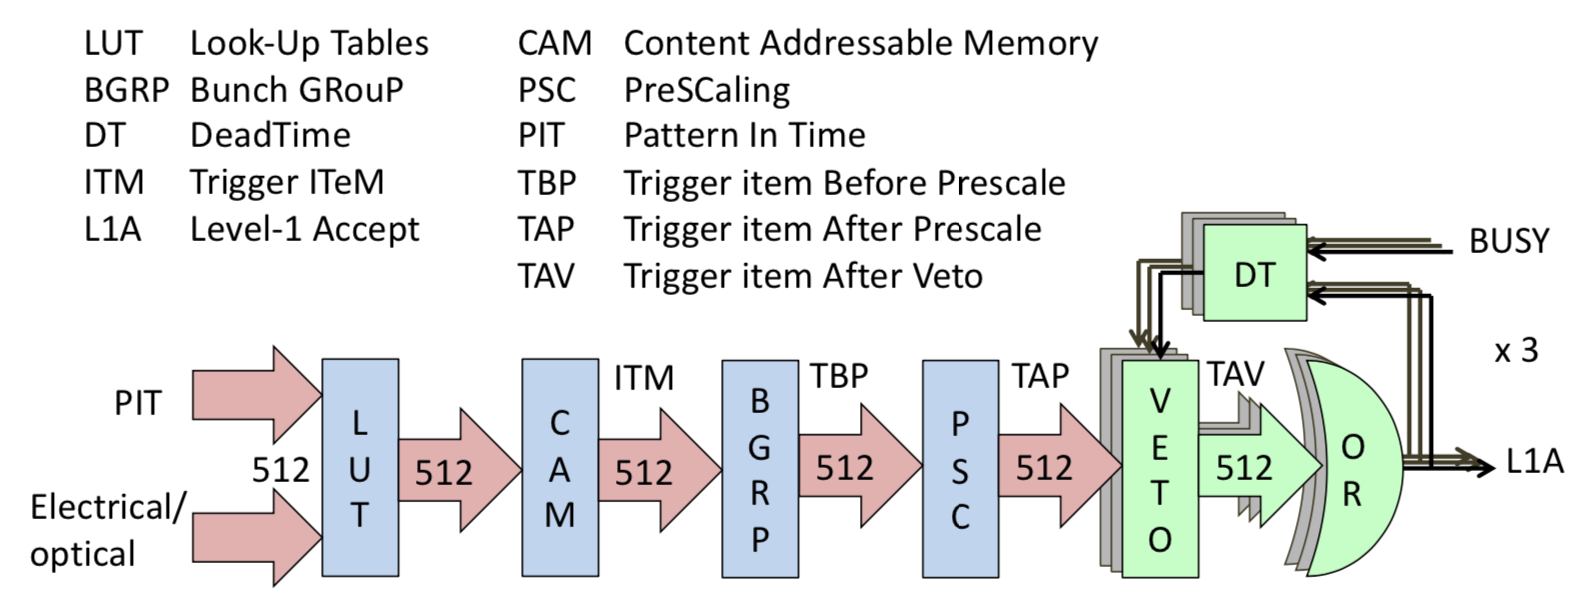 LUT Look-Up Tables
BGRP Bunch GRouP
DT DeadTime
ITM Trigger ITeM
L1A Level-1 Accept
CAM Content Addressable Memory
PSC PreSCaling
PIT Pattern In Time
TBP Trigger item Before Prescale
TAP Trigger item After Prescale
TAV Trigger item After Veto
BUSY
DT
x 3
PIT
512
Electrical/
optical
LUT
512
CAM
ITM
512
BGRP
TBP
512
PSC
TAP
512
VETO
TAV
512
OR
L1A